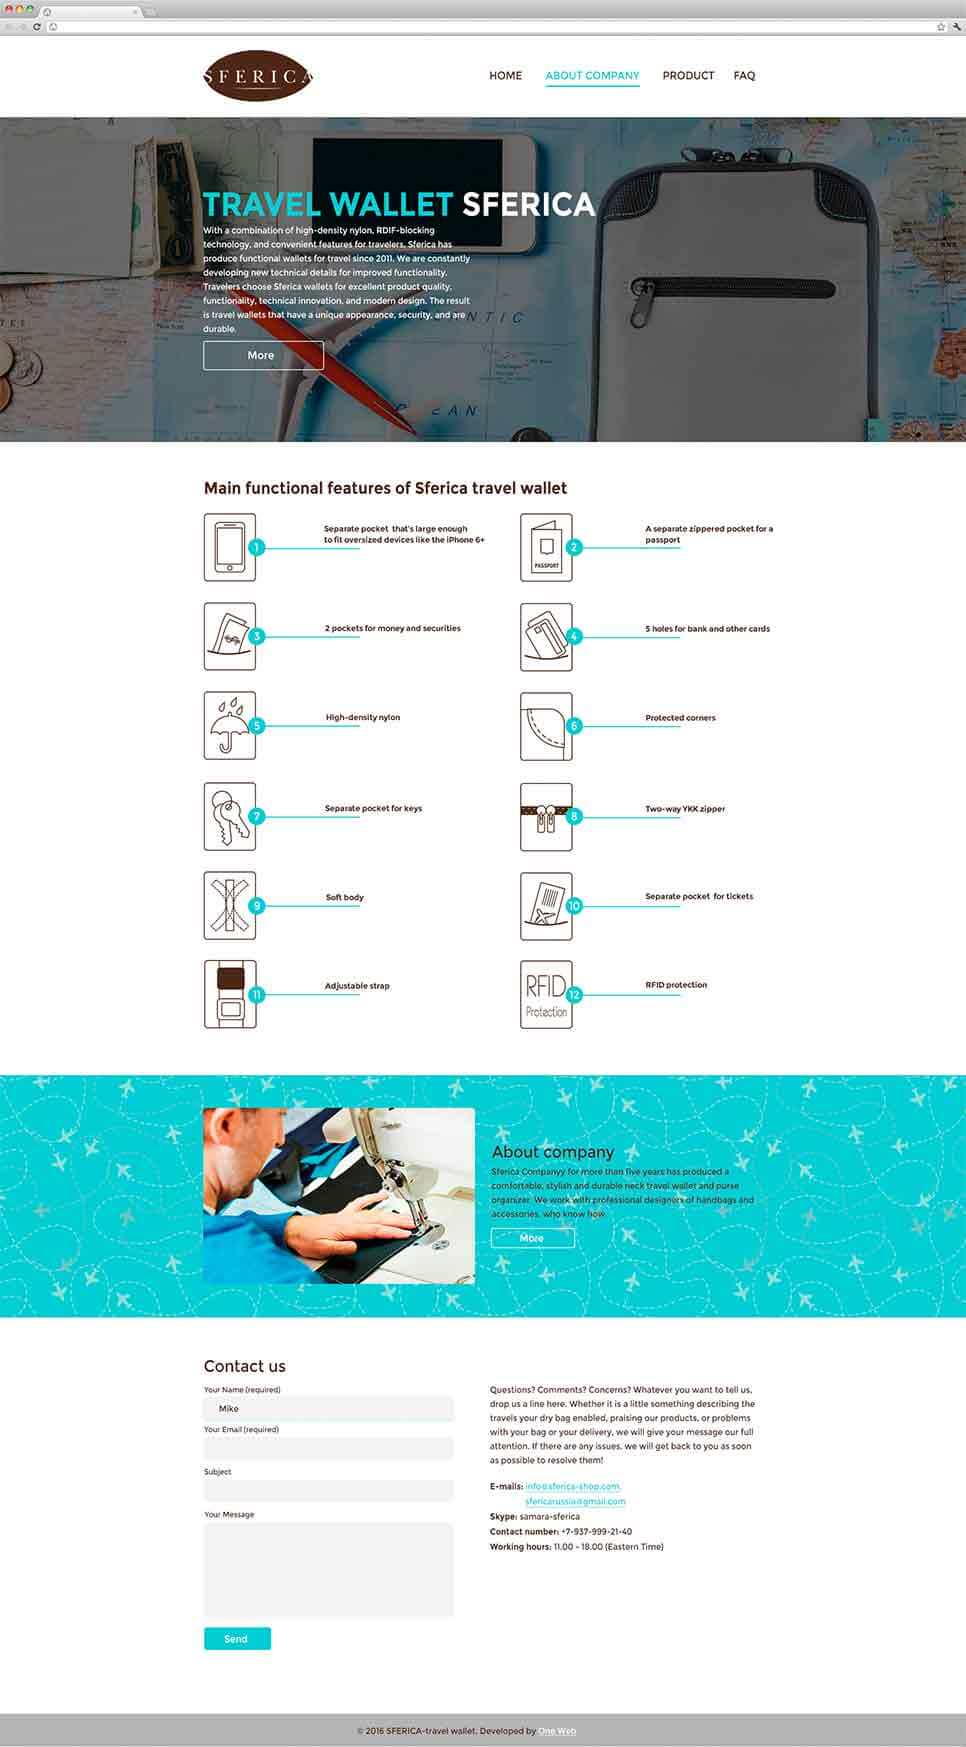 SFERICA
HOME ABOUT COMPANY PRODUCT FAQ
TRAVEL WALLET SFERICA
With a combination of high-density nylon, RDIF-blocking
technology, and convenient features for travelers, Sferica has
produce functional wallets for travel since 2011. We are constantly
developing new technical details for improved functionality.
Travelers choose Sferica wallets for excellent product quality,
functionality, technical innovation, and modern design. The result
is travel wallets that have a unique appearance, security, and are
durable.
More
Main functional features of Sferica travel wallet
1
Separate pocket that's large enough
to fit oversized devices like the iPhone 6+
PASSPORT
2
A separate zippered pocket for a
passport
3
2 pockets for money and securities
4
5 holes for bank and other cards
5
High-density nylon
6
Protected corners
7
Separate pocket for keys
8
Two-way YKK zipper
9
Soft body
10
Separate pocket for tickets
11
Adjustable strap
RFID
Protection
12
RFID protection
About company
Sferica Companyy for more than five years has produced a
comfortable, stylish and durable neck travel wallet and purse
organizer. We work with professional designers of handbags and
accessories, who know how
More
Contact us
Your Name (required)
Mike
Your Email (required)
Subject
Your Message
Send
Questions? Comments? Concerns? Whatever you want to tell us,
drop us a line here. Whether it is a little something describing the
travels your dry bag enabled, praising our products, or problems
with your bag or your delivery, we will give your message our full
attention. If there are any issues, we will get back to you as soon
as possible to resolve them!
E-mails: info@sferica-shop.com,
sfericarussia@gmail.com
Skype: samara-sferica
Contact number: +7-937-999-21-40
Working hours: 11.00 - 18.00 (Eastern Time)
© 2016 SFERICA-travel wallet, Developed by One Web